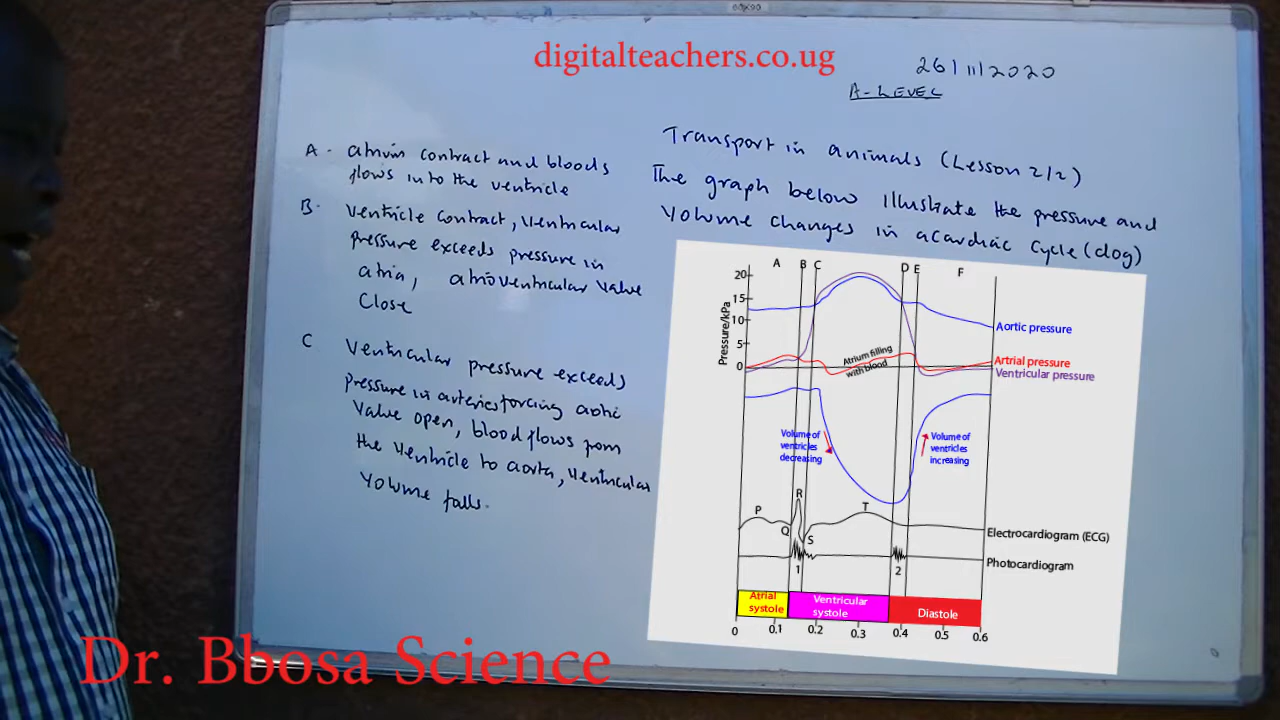 60x90
digitalteachers.co.ug
26/11/2020
A-LEVEL
Transport in animals (Lesson 2/2)
The graph below illustrate the pressure and
Volume changes in a cardiac cycle (dog)
A - atrium contract and bloods
flows into the ventricle
B. Ventricle contract, ventricular
pressure exceeds pressure in
atria, atrioventricular valve
Close
C Ventricular pressure exceeds
pressure in arteries forcing aotic
Valve open, blood flows from
the ventricle to aorta, ventricular
Volume falls.
A B C D E F
Pressure/kPa
20
15
10
5
0
Aortic pressure
Atrium filling
with blood
Artrial pressure
Ventricular pressure
Volume of
ventricles
decreasing
Volume of
ventricles
increasing
P Q R S T
Electrocardiogram (ECG)
1 2
Photocardiogram
Atrial
systole
Ventricular
systole
Diastole
0 0.1 0.2 0.3 0.4 0.5 0.6
Dr. Bbosa Science